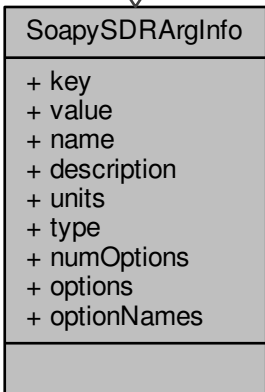 SoapySDRArgInfo
+ key
+ value
+ name
+ description
+ units
+ type
+ numOptions
+ options
+ optionNames